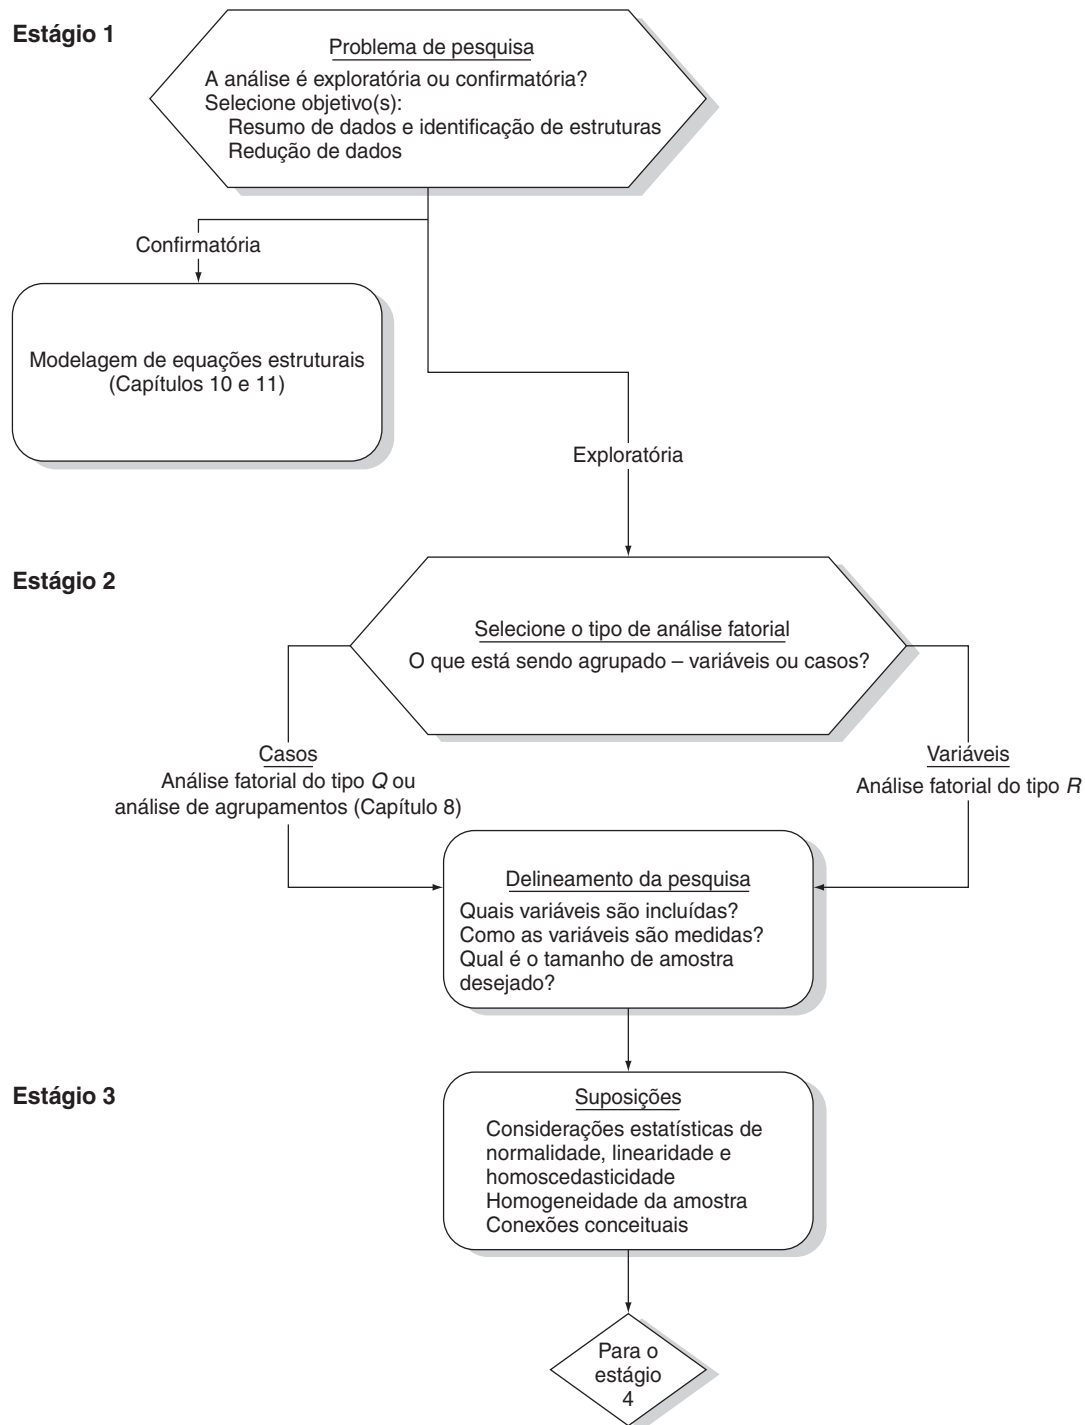 Estágio 1
Problema de pesquisa
A análise é exploratória ou confirmatória?
Selecione objetivo(s):
Resumo de dados e identificação de estruturas
Redução de dados
Confirmatória
Modelagem de equações estruturais
(Capítulos 10 e 11)
Exploratória
Estágio 2
Selecione o tipo de análise fatorial
O que está sendo agrupado – variáveis ou casos?
Casos
Análise fatorial do tipo Q ou
análise de agrupamentos (Capítulo 8)
Variáveis
Análise fatorial do tipo R
Delineamento da pesquisa
Quais variáveis são incluídas?
Como as variáveis são medidas?
Qual é o tamanho de amostra
desejado?
Estágio 3
Suposições
Considerações estatísticas de
normalidade, linearidade e
homoscedasticidade
Homogeneidade da amostra
Conexões conceituais
Para o
estágio
4